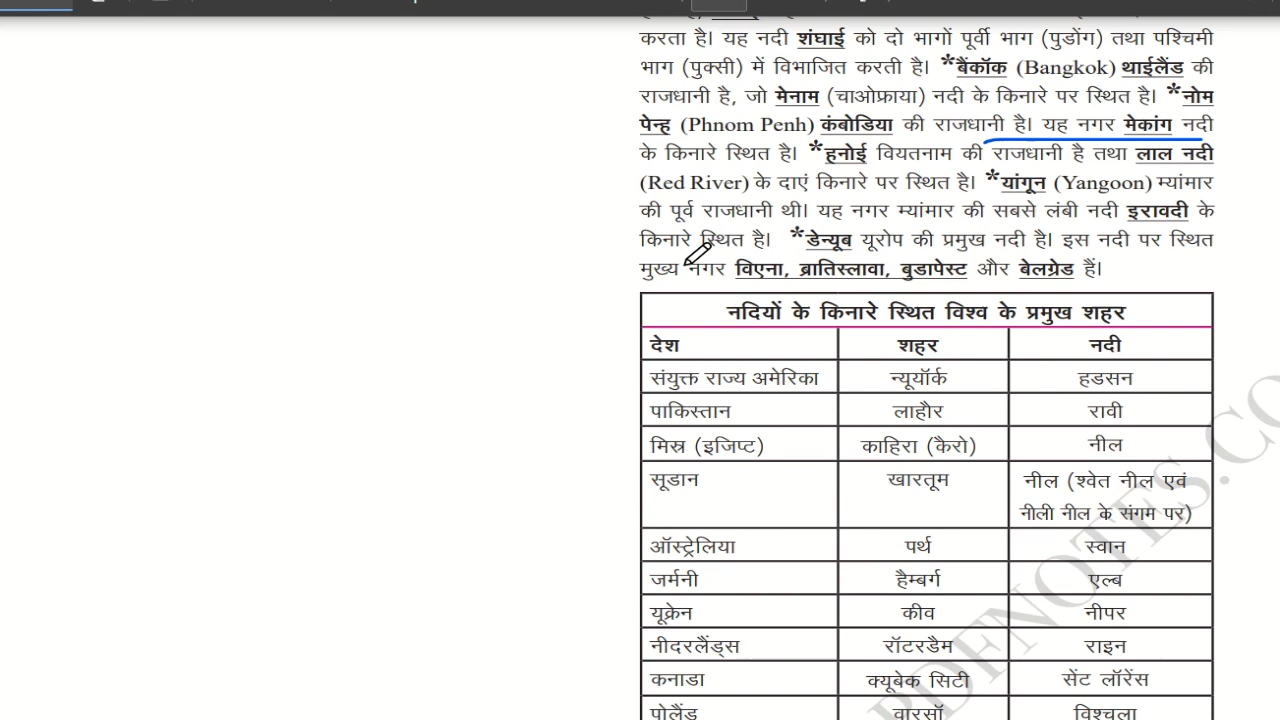 करता है। यह नदी शंघाई को दो भागों पूर्वी भाग (पुडोंग) तथा पश्चिमी
भाग (पुक्सी) में विभाजित करती है। *बैंकॉक (Bangkok) थाईलैंड की
राजधानी है, जो मेनाम (चाओफ्राया) नदी के किनारे पर स्थित है। *नोम
पेन्ह (Phnom Penh) कंबोडिया की राजधानी है। यह नगर मेकांग नदी
के किनारे स्थित है। *हनोई वियतनाम की राजधानी है तथा लाल नदी
(Red River) के दाएं किनारे पर स्थित है। *यांगून (Yangoon) म्यांमार
की पूर्व राजधानी थी। यह नगर म्यांमार की सबसे लंबी नदी इरावदी के
किनारे स्थित है। *डेन्यूब यूरोप की प्रमुख नदी है। इस नदी पर स्थित
मुख्य नगर विएना, ब्रातिस्लावा, बुडापेस्ट और बेलग्रेड हैं।
नदियों के किनारे स्थित विश्व के प्रमुख शहर
देश शहर नदी
संयुक्त राज्य अमेरिका न्यूयॉर्क हडसन
पाकिस्तान लाहौर रावी
मिस्र (इजिप्ट) काहिरा (कैरो) नील
सूडान खारतूम नील (श्वेत नील एवं
नीली नील के संगम पर)
ऑस्ट्रेलिया पर्थ स्वान
जर्मनी हैम्बर्ग एल्ब
यूक्रेन कीव नीपर
नीदरलैंड्स रॉटरडैम राइन
कनाडा क्यूबेक सिटी सेंट लॉरेंस
पोलैंड वारसॉ विश्चुला
PDFNOTES.CO